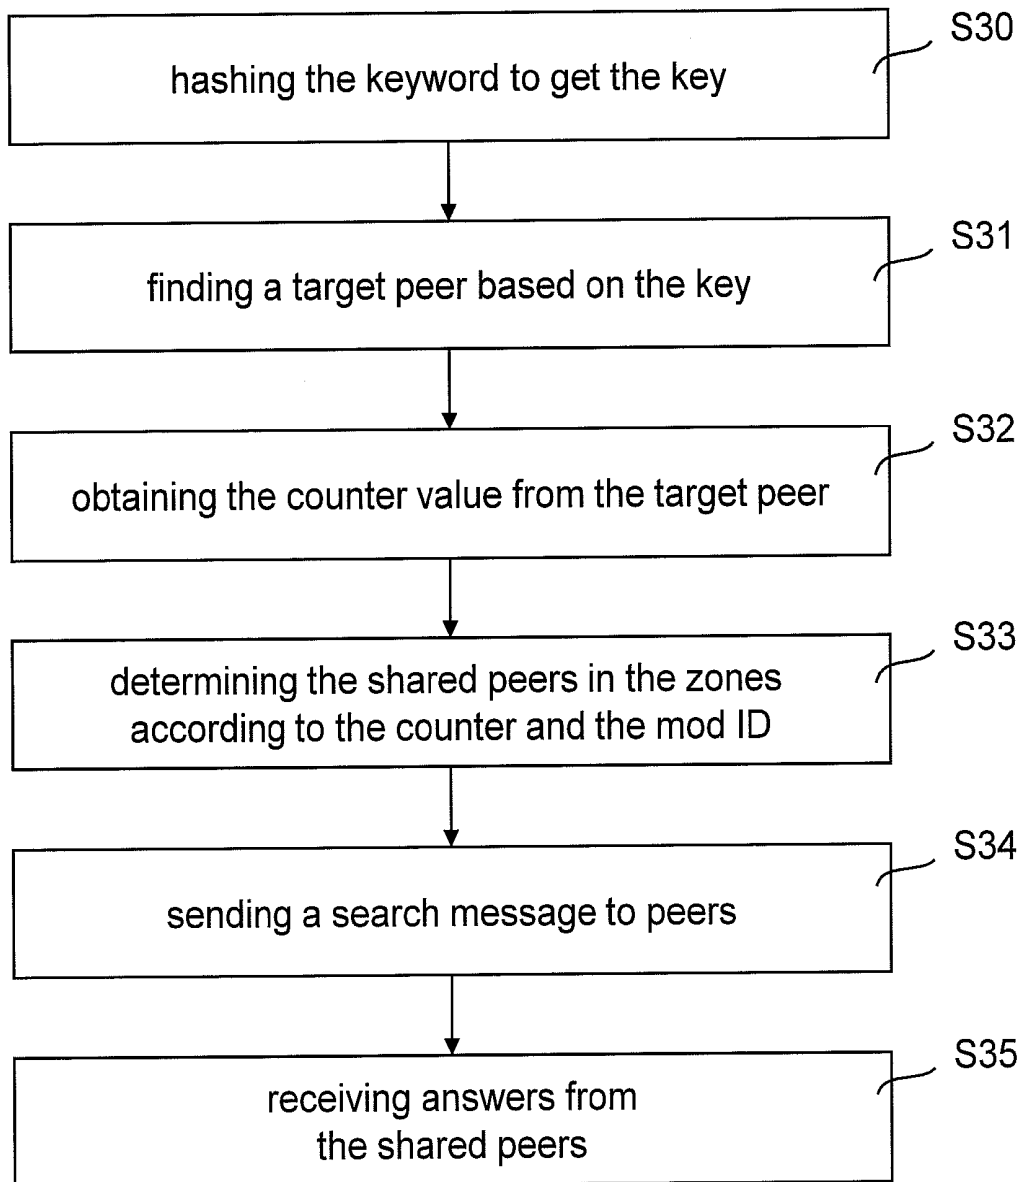 S30
hashing the keyword to get the key
S31
finding a target peer based on the key
S32
obtaining the counter value from the target peer
S33
determining the shared peers in the zones
according to the counter and the mod ID
S34
sending a search message to peers
S35
receiving answers from
the shared peers